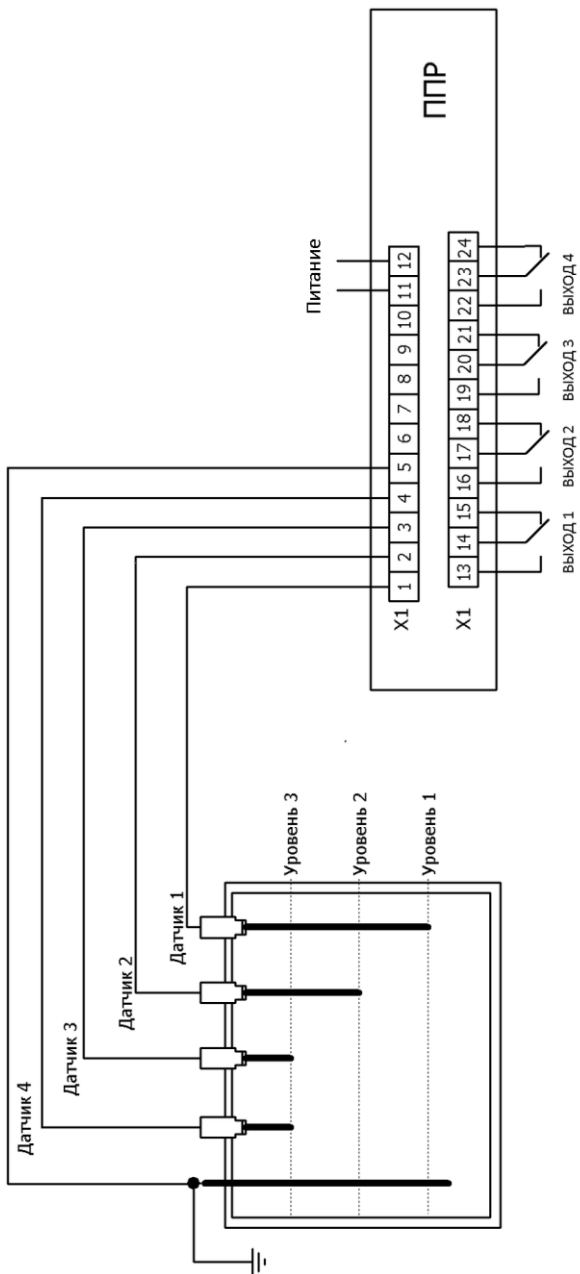 ППР
Питание
12
11
10
9
8
7
6
5
4
3
2
1
X1
24
23
22
21
20
19
18
17
16
15
14
13
X1
ВЫХОД 4
ВЫХОД 3
ВЫХОД 2
ВЫХОД 1
Датчик 1
Датчик 2
Датчик 3
Датчик 4
Уровень 3
Уровень 2
Уровень 1